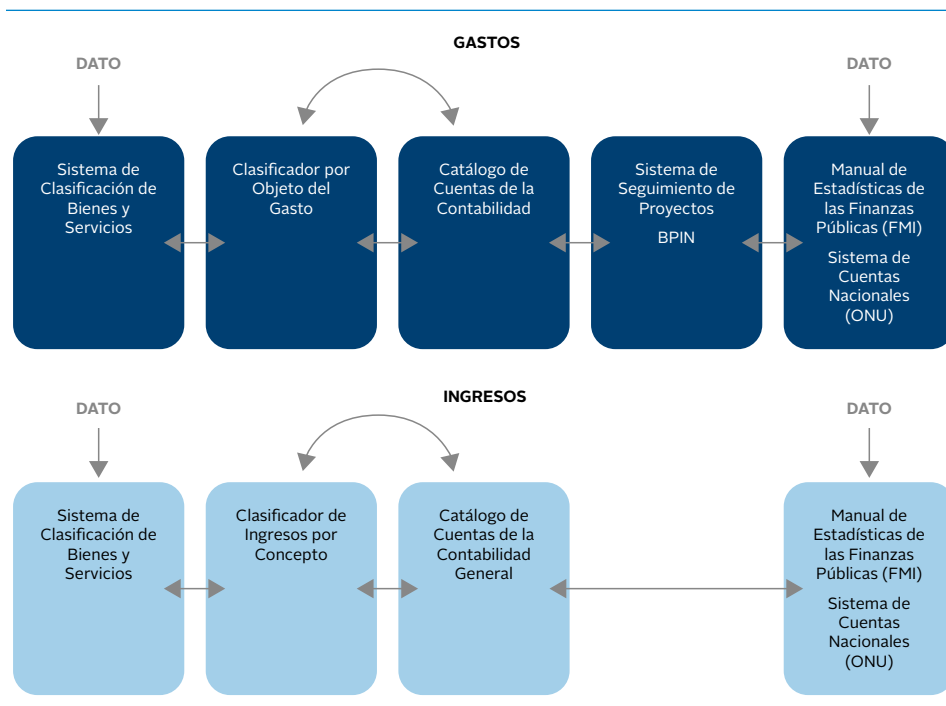 GASTOS
DATO
DATO
Sistema de
Clasificación de
Bienes y
Servicios
Clasificador por
Objeto del
Gasto
Catálogo de
Cuentas de la
Contabilidad
Sistema de
Seguimiento de
Proyectos
BPIN
Manual de
Estadísticas de
las Finanzas
Públicas (FMI)
Sistema de
Cuentas
Nacionales
(ONU)
INGRESOS
DATO
DATO
Sistema de
Clasificación de
Bienes y
Servicios
Clasificador de
Ingresos por
Concepto
Catálogo de
Cuentas de la
Contabilidad
General
Manual de
Estadísticas de
las Finanzas
Públicas (FMI)
Sistema de
Cuentas
Nacionales
(ONU)